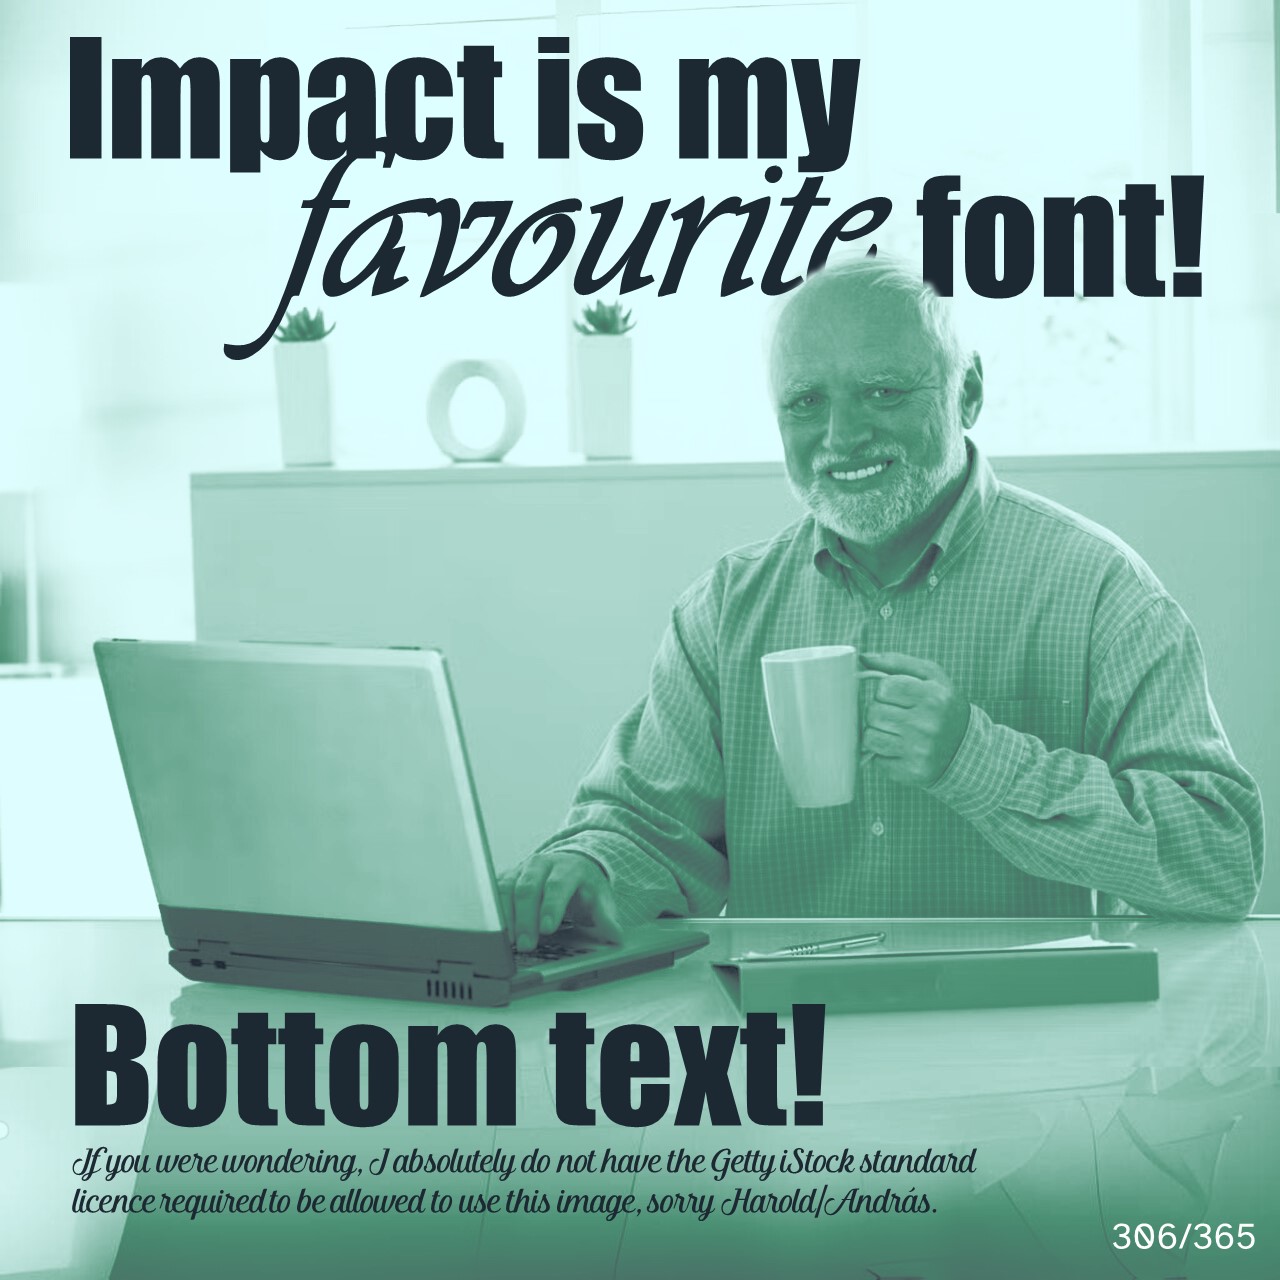 Impact is my
favourite font!
Bottom text!
If you were wondering, I absolutely do not have the Getty iStock standard
licence required to be allowed to use this image, sorry Harold/András.
306/365